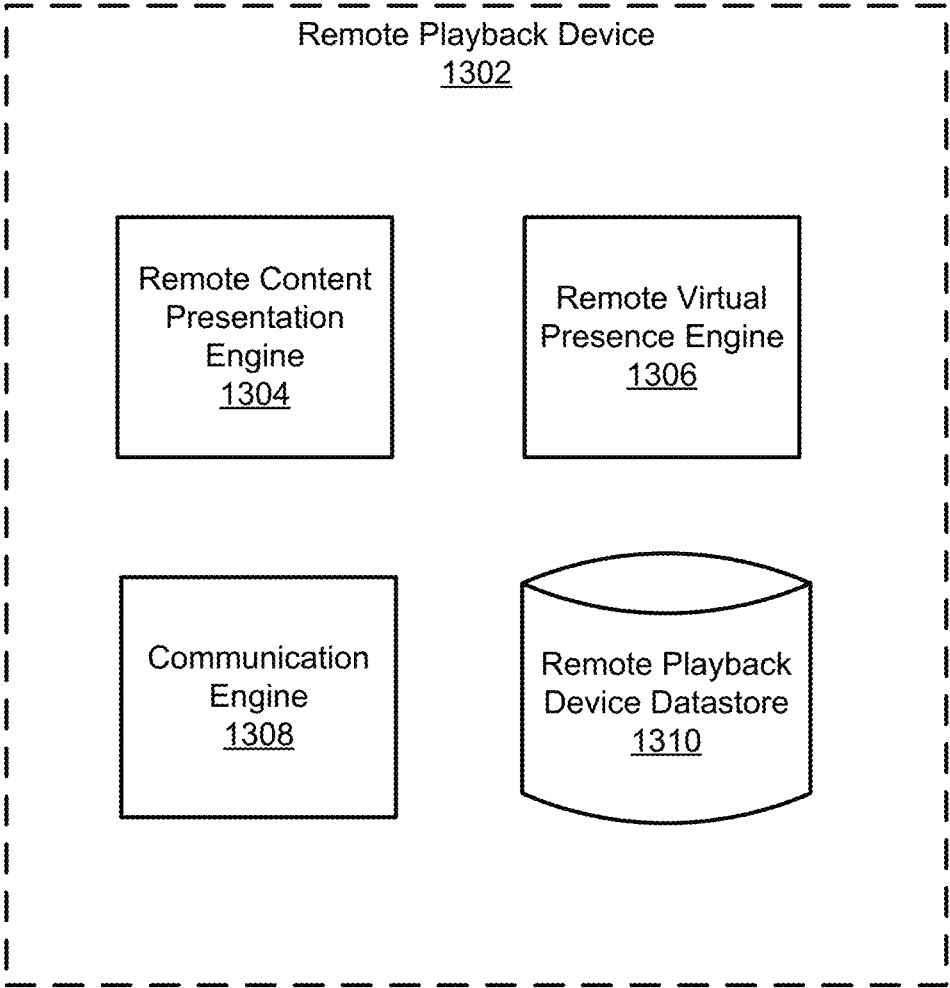 Remote Playback Device
1302
Remote Content
Presentation
Engine
1304
Remote Virtual
Presence Engine
1306
Communication
Engine
1308
Remote Playback
Device Datastore
1310